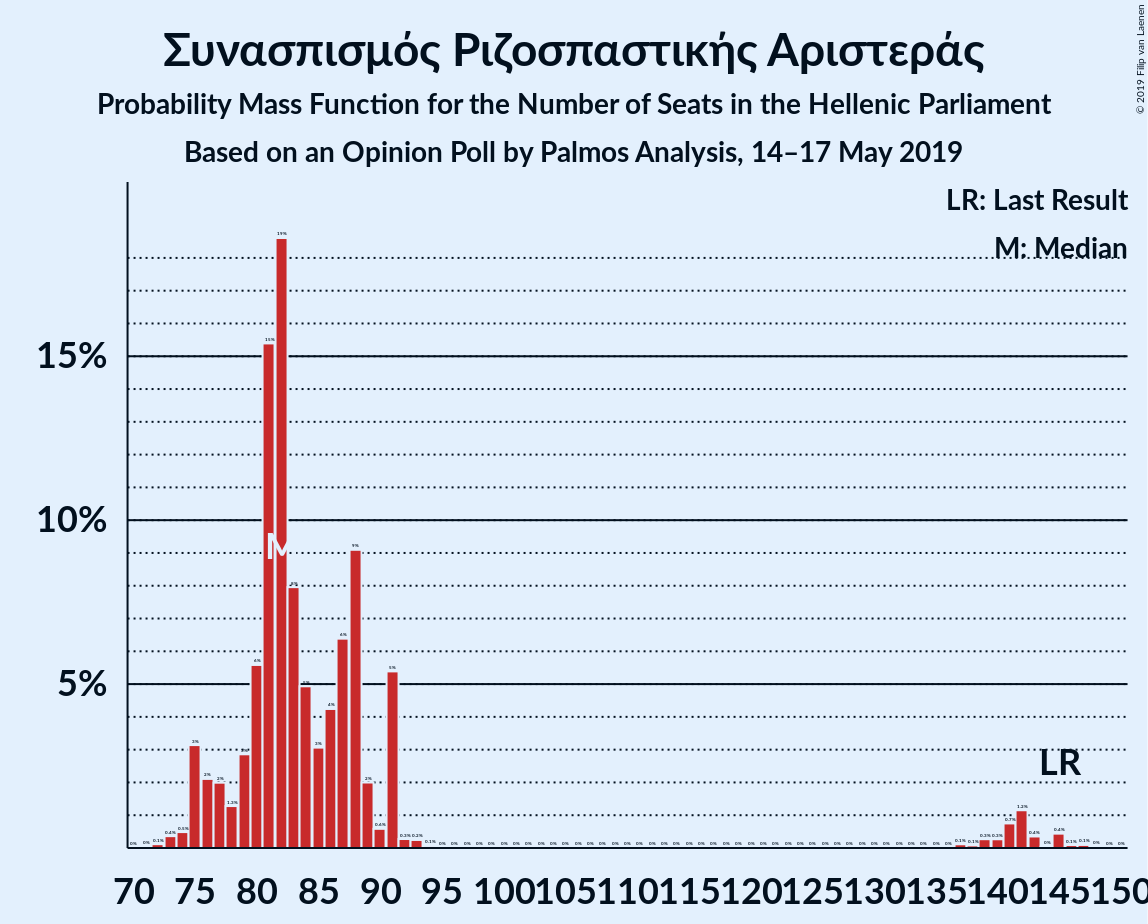 Συνασπισμός Ριζοσπαστικής Αριστεράς
Probability Mass Function for the Number of Seats in the Hellenic Parliament
Based on an Opinion Poll by Palmos Analysis, 14–17 May 2019
© 2019 Filip van Laenen
LR: Last Result
M: Median
15%
10%
5%
M
LR
70 75 80 85 90 95 100 105 110 115 120 125 130 135 140 145 150